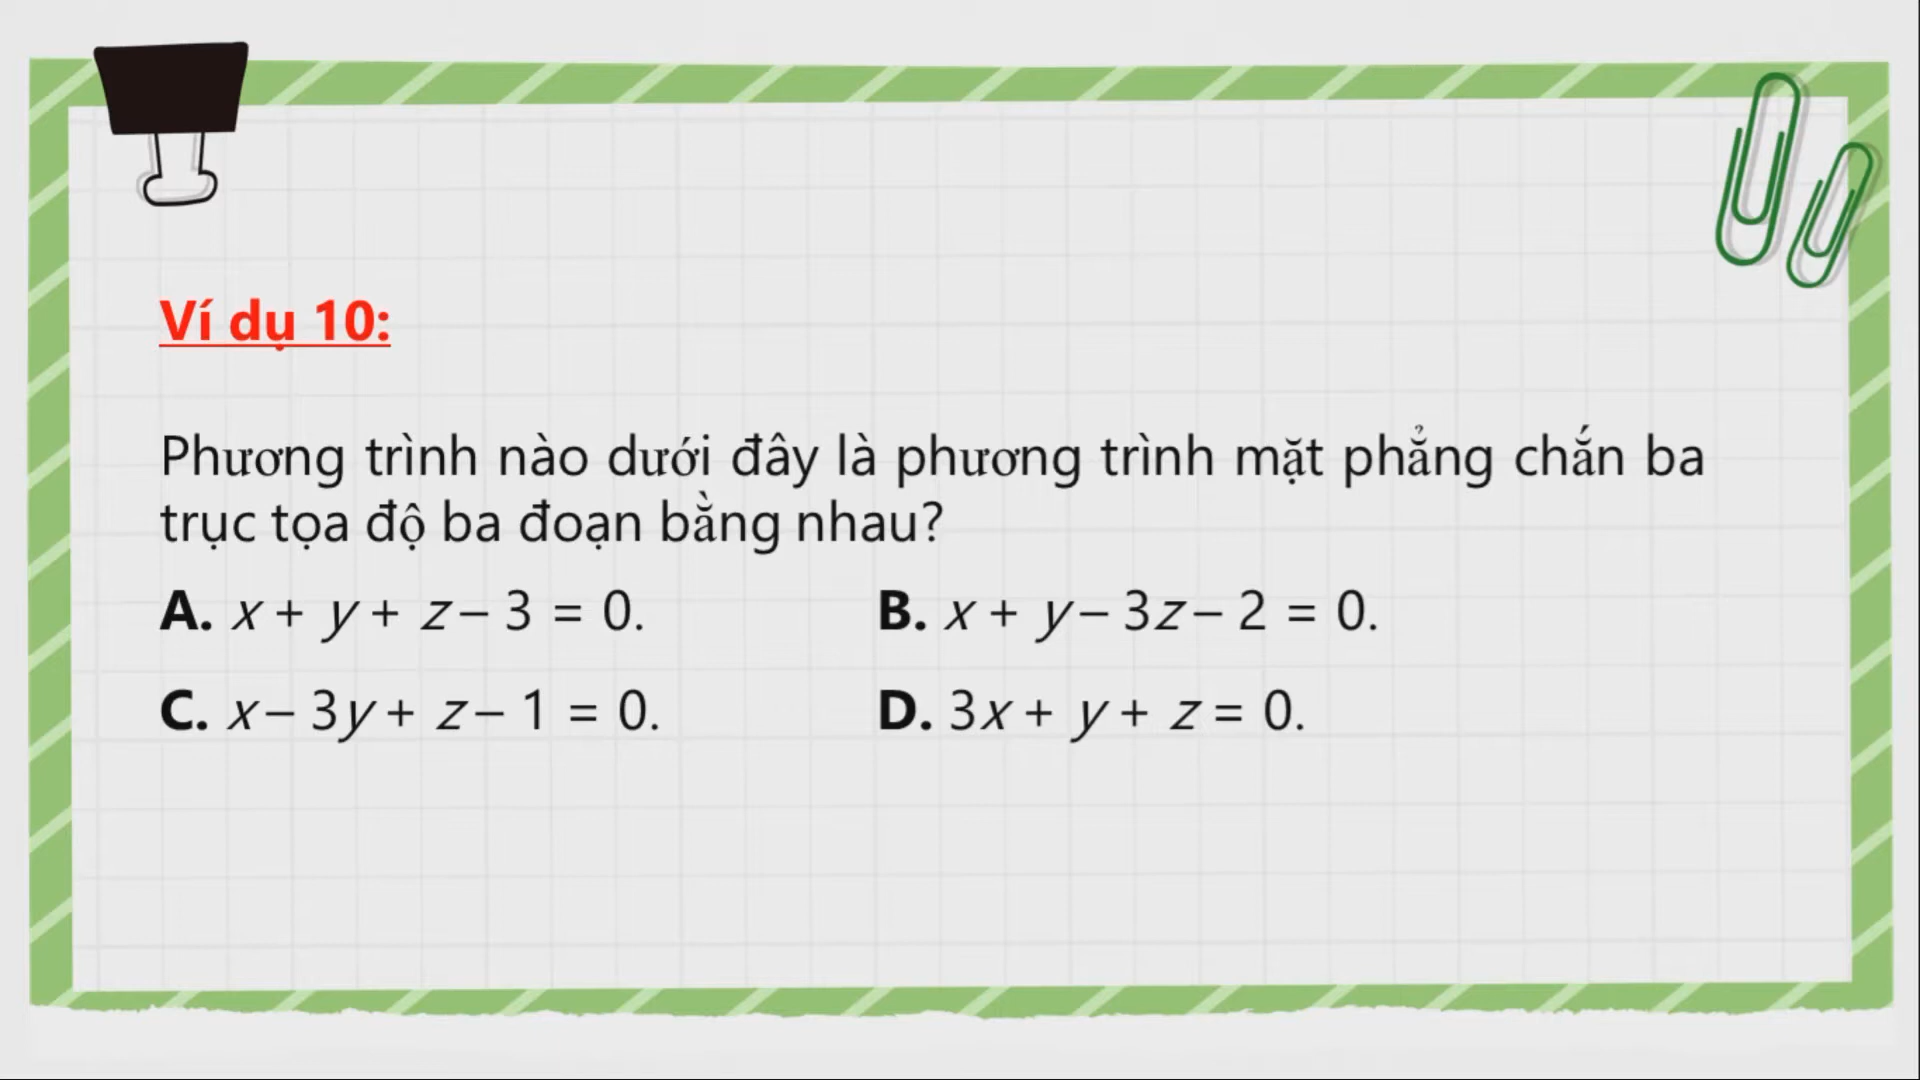 Ví dụ 10:
Phương trình nào dưới đây là phương trình mặt phẳng chắn ba
trục tọa độ ba đoạn bằng nhau?
A. x + y + z – 3 = 0. B. x + y – 3z – 2 = 0.
C. x – 3y + z – 1 = 0. D. 3x + y + z = 0.